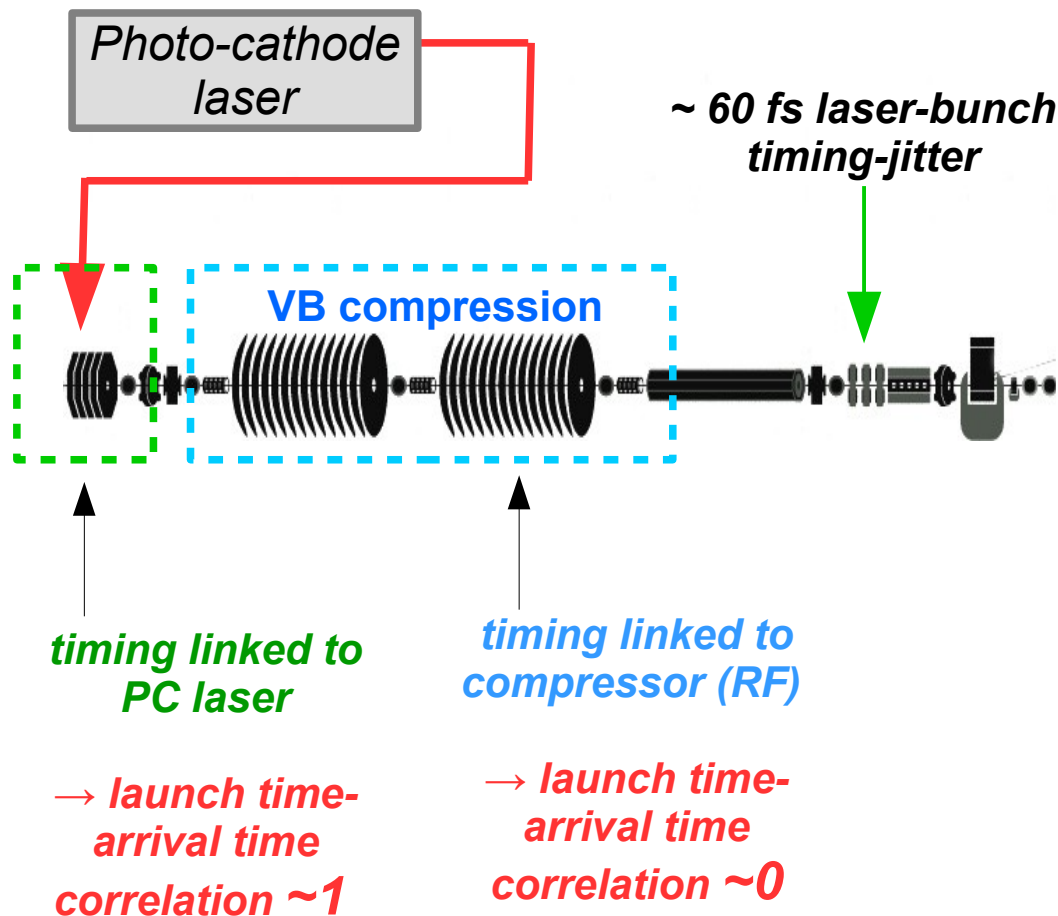 Photo-cathode
laser
~ 60 fs laser-bunch
timing-jitter
VB compression
timing linked to
PC laser
→ launch time-
arrival time
correlation ~1
timing linked to
compressor (RF)
→ launch time-
arrival time
correlation ~0